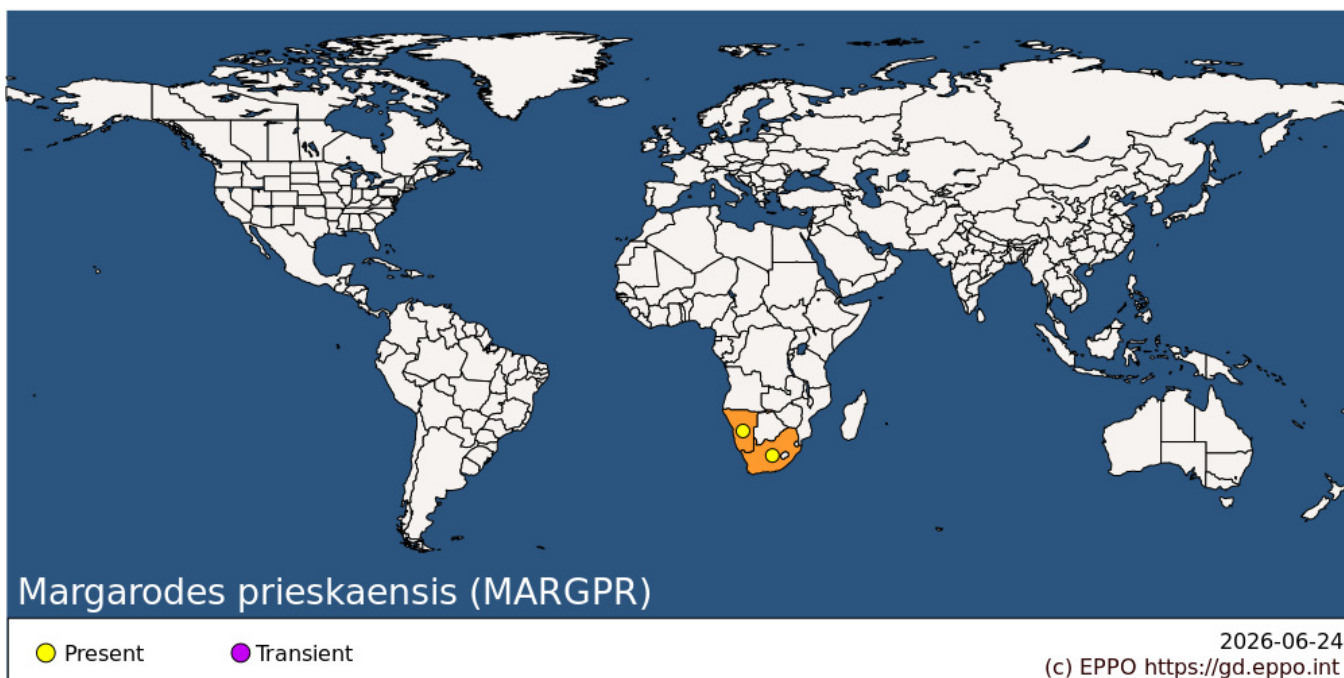 Margarodes prieskaensis (MARGPR)
Present
Transient
2026-06-24
(c) EPPO https://gd.eppo.int